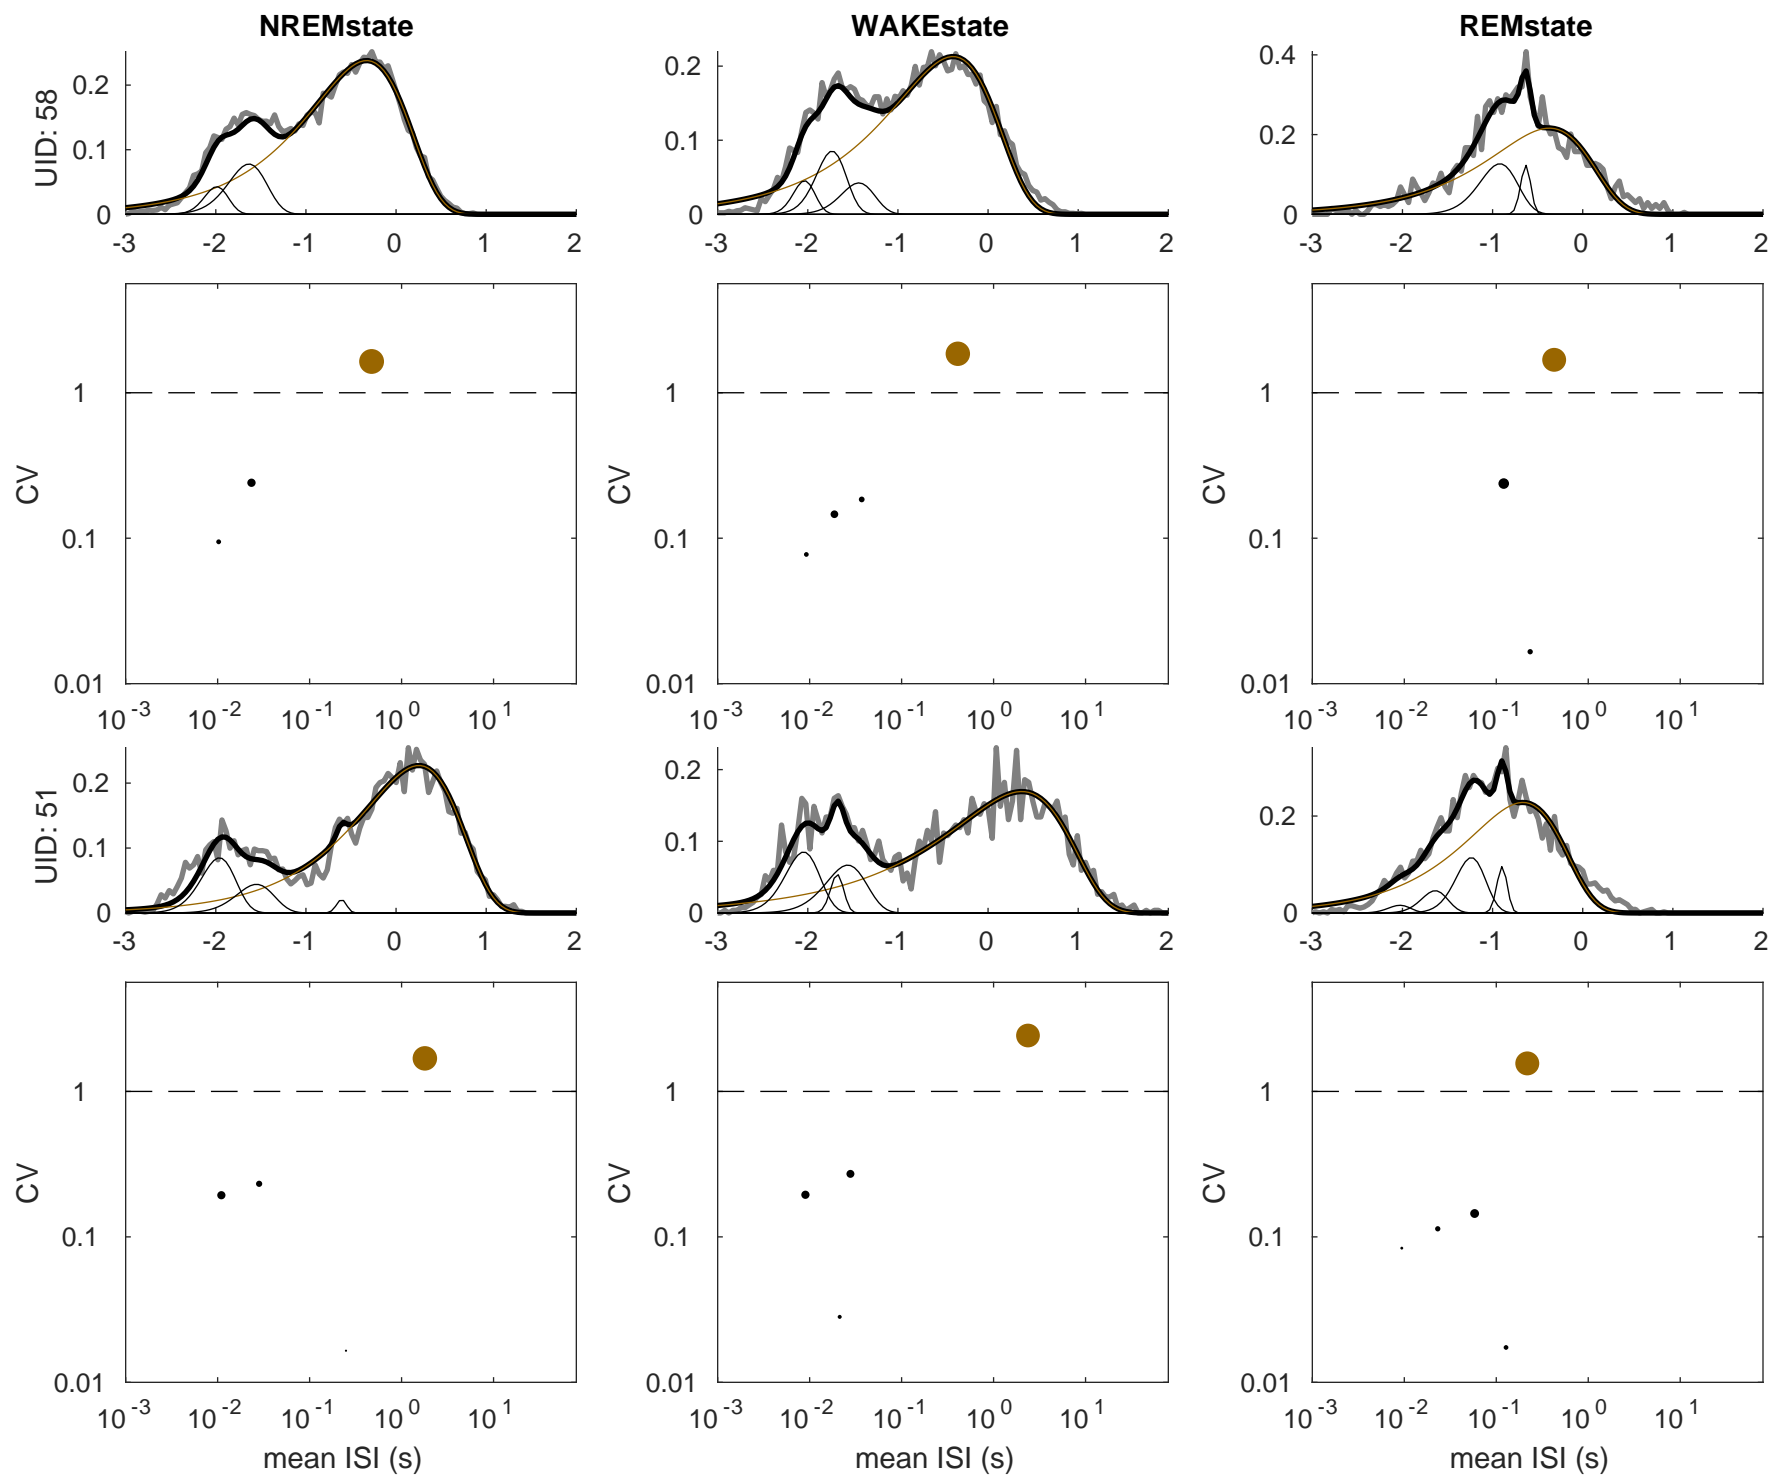 NREMstate WAKEstate REMstate
UID: 58
0.2 0.1 0
0.2 0.1 0
0.4 0.2 0
-3 -2 -1 0 1 2
-3 -2 -1 0 1 2
-3 -2 -1 0 1 2
CV 1 0.1 0.01
CV 1 0.1 0.01
CV 1 0.1 0.01
10^-3 10^-2 10^-1 10^0 10^1
10^-3 10^-2 10^-1 10^0 10^1
10^-3 10^-2 10^-1 10^0 10^1
UID: 51
0.2 0.1 0
0.2 0.1 0
0.2 0
-3 -2 -1 0 1 2
-3 -2 -1 0 1 2
-3 -2 -1 0 1 2
CV 1 0.1 0.01
CV 1 0.1 0.01
CV 1 0.1 0.01
10^-3 10^-2 10^-1 10^0 10^1
10^-3 10^-2 10^-1 10^0 10^1
10^-3 10^-2 10^-1 10^0 10^1
mean ISI (s) mean ISI (s) mean ISI (s)